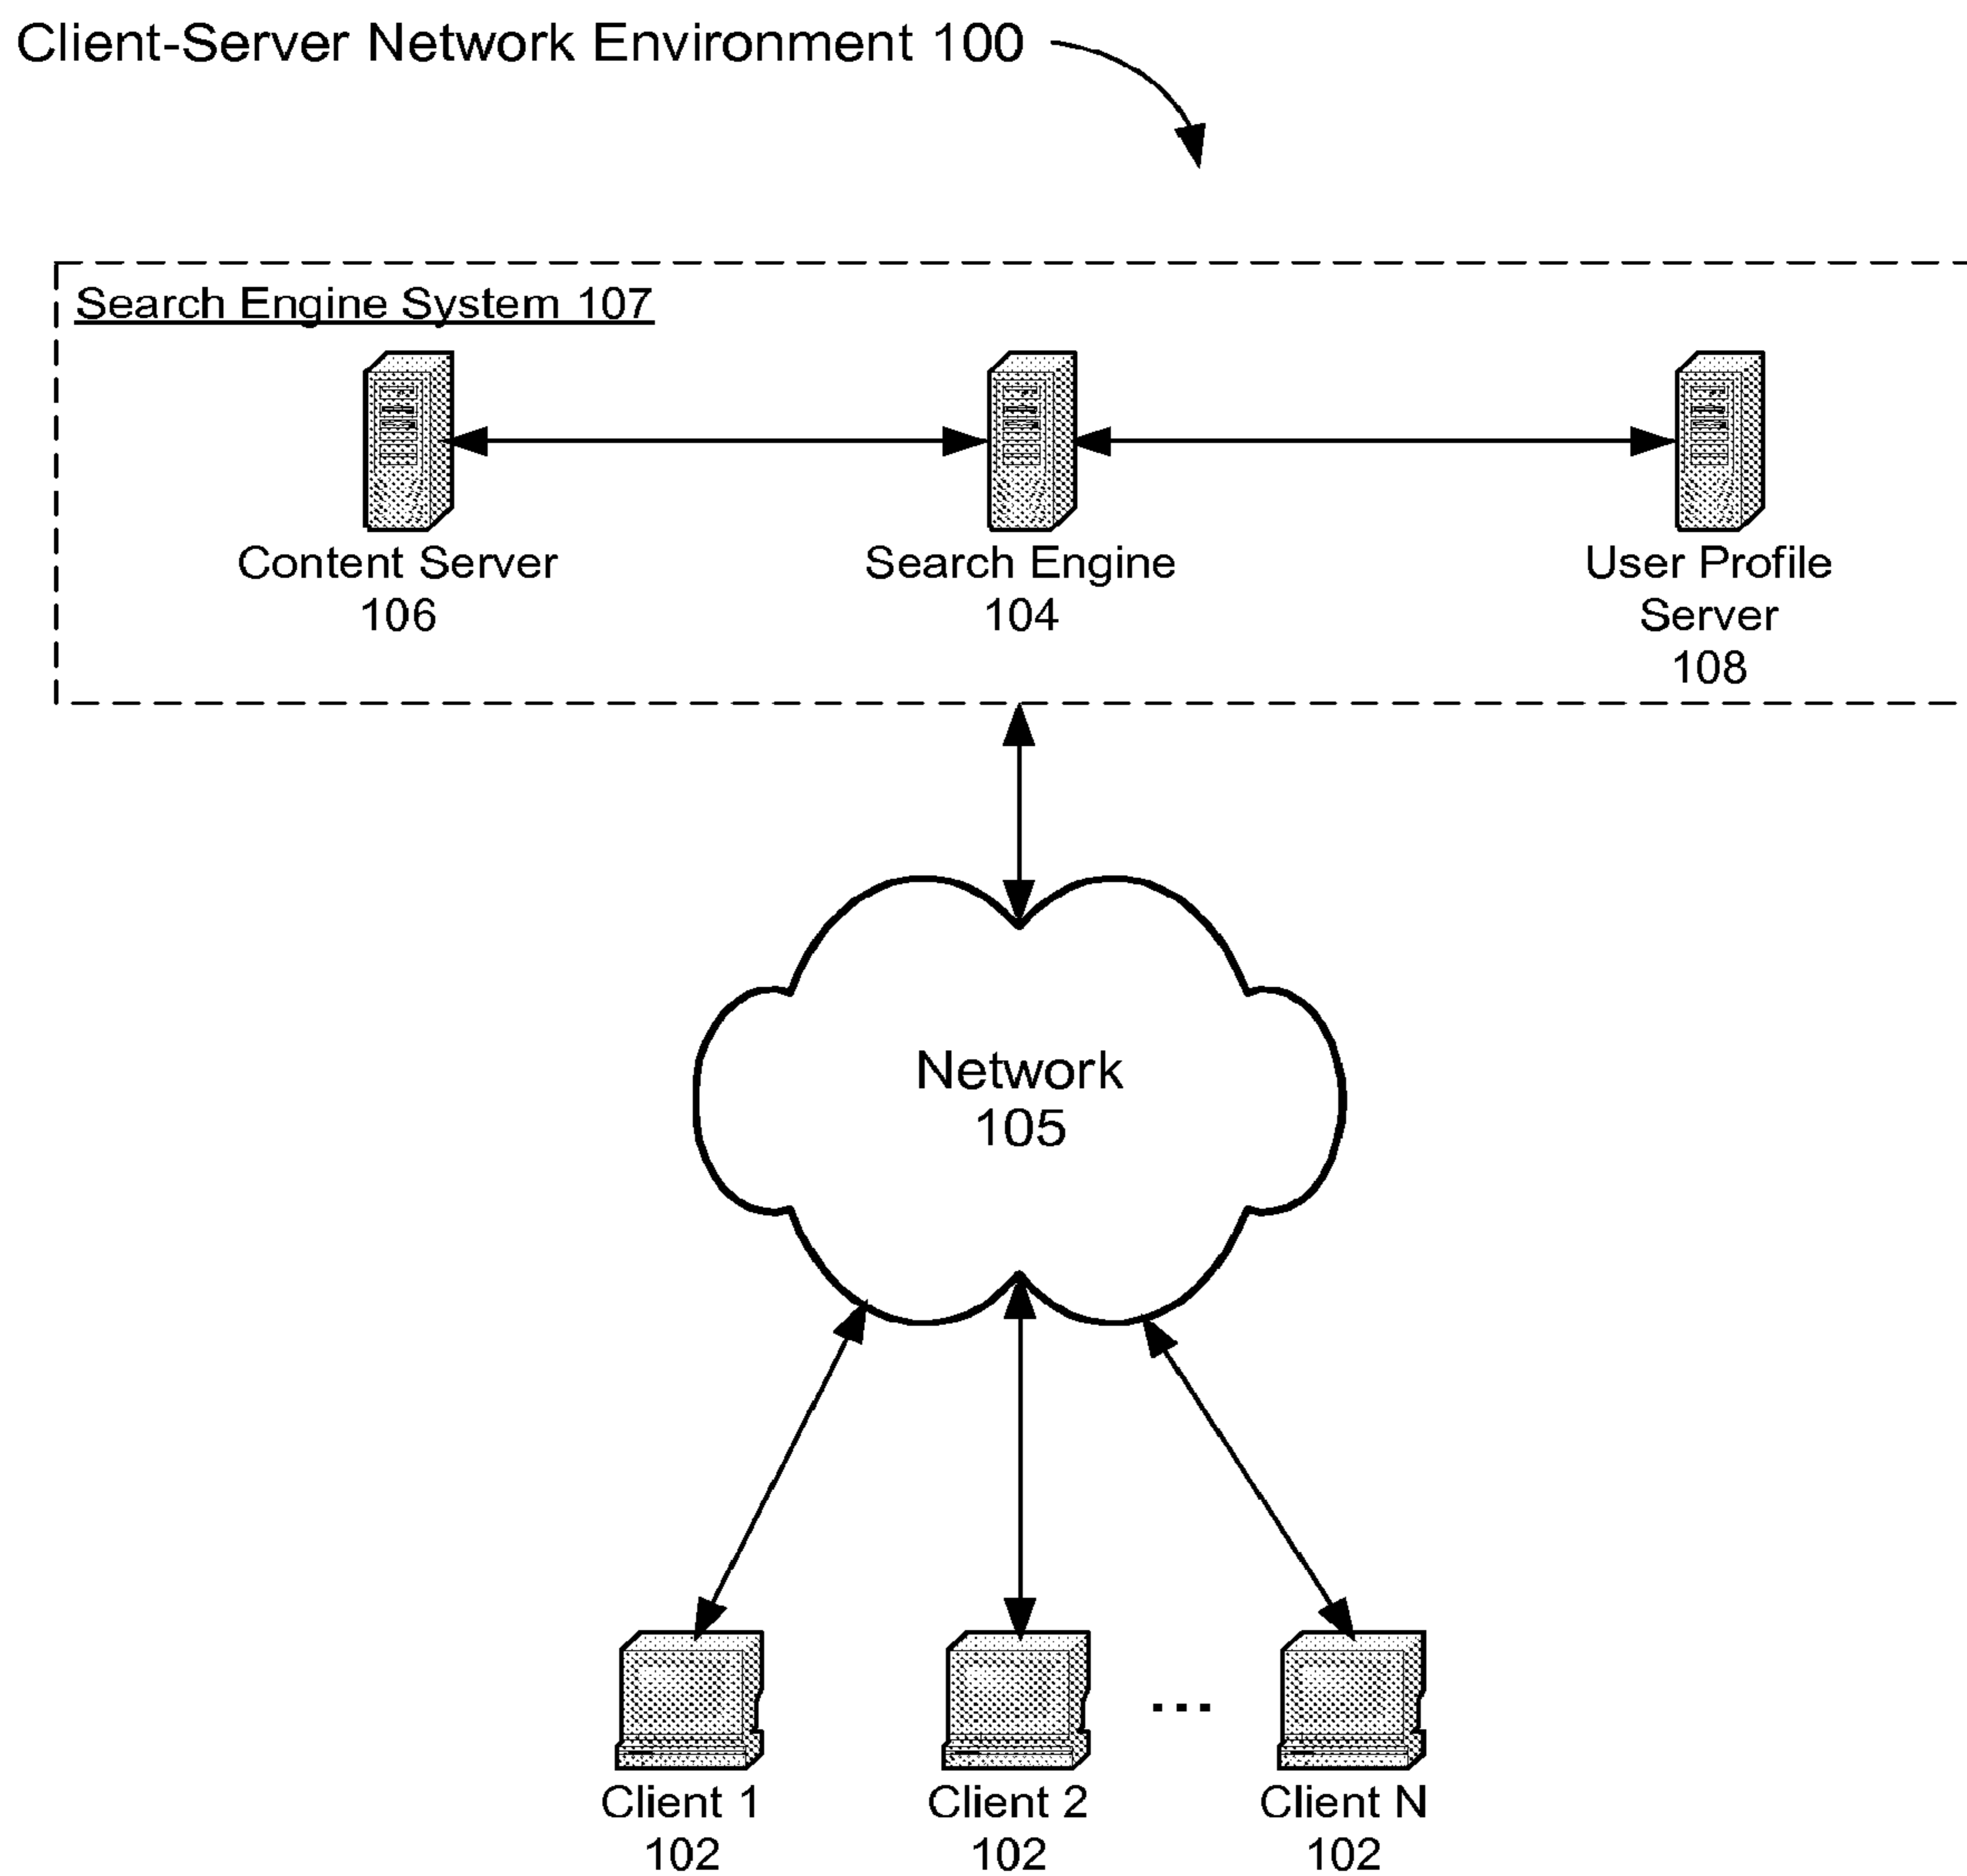 Client-Server Network Environment 100
Search Engine System 107
Content Server
106
Search Engine
104
User Profile
Server
108
Network
105
...
Client 1
102
Client 2
102
Client N
102